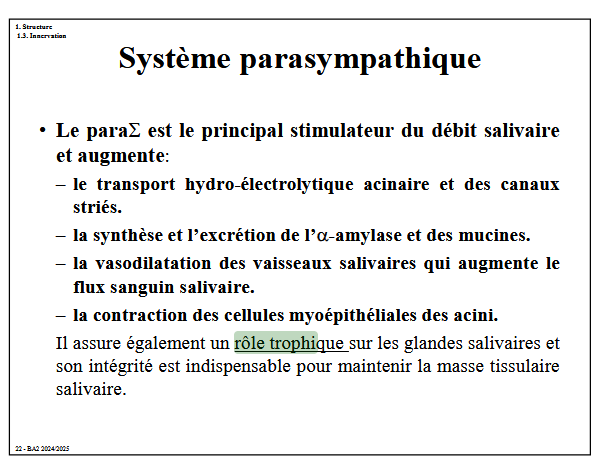 1. Structure
1.3. Innervation
Système parasympathique
• Le paraΣ est le principal stimulateur du débit salivaire
et augmente:
– le transport hydro-électrolytique acinaire et des canaux
striés.
– la synthèse et l’excrétion de l’α-amylase et des mucines.
– la vasodilatation des vaisseaux salivaires qui augmente le
flux sanguin salivaire.
– la contraction des cellules myoépithéliales des acini.
Il assure également un rôle trophique sur les glandes salivaires et
son intégrité est indispensable pour maintenir la masse tissulaire
salivaire.
22 - BA2 2024/2025